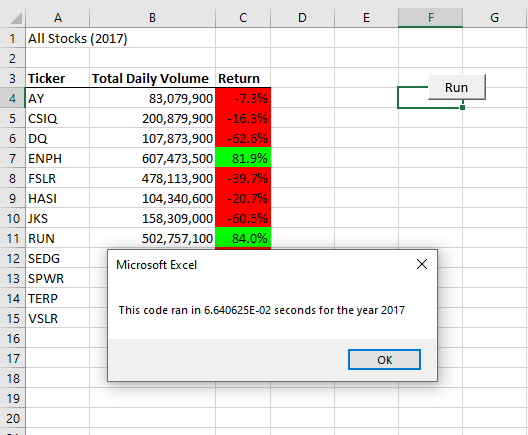 A B C D E F G
1 All Stocks (2017)
2
3 Ticker Total Daily Volume Return
4 AY 83,079,900 -7.3% Run
5 CSIQ 200,879,900 -16.3%
6 DQ 107,873,900 -62.6%
7 ENPH 607,473,500 81.9%
8 FSLR 478,113,900 -39.7%
9 HASI 104,340,600 -20.7%
10 JKS 158,309,000 -60.5%
11 RUN 502,757,100 84.0%
12 SEDG Microsoft Excel
13 SPWR
14 TERP This code ran in 6.640625E-02 seconds for the year 2017
15 VSLR
16
17 OK
18
19
20